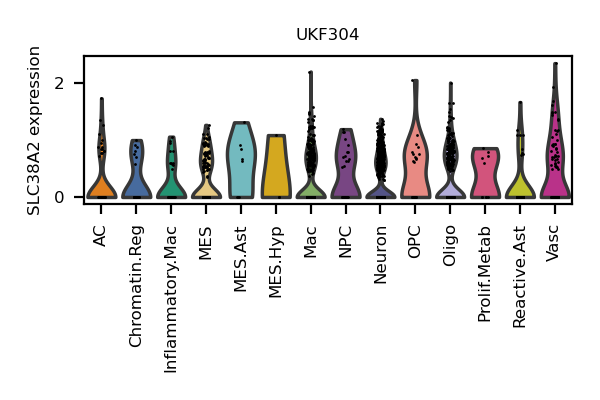 UKF304
SLC38A2 expression
2
0
AC
Chromatin.Reg
Inflammatory.Mac
MES
MES.Ast
MES.Hyp
Mac
NPC
Neuron
OPC
Oligo
Prolif.Metab
Reactive.Ast
Vasc